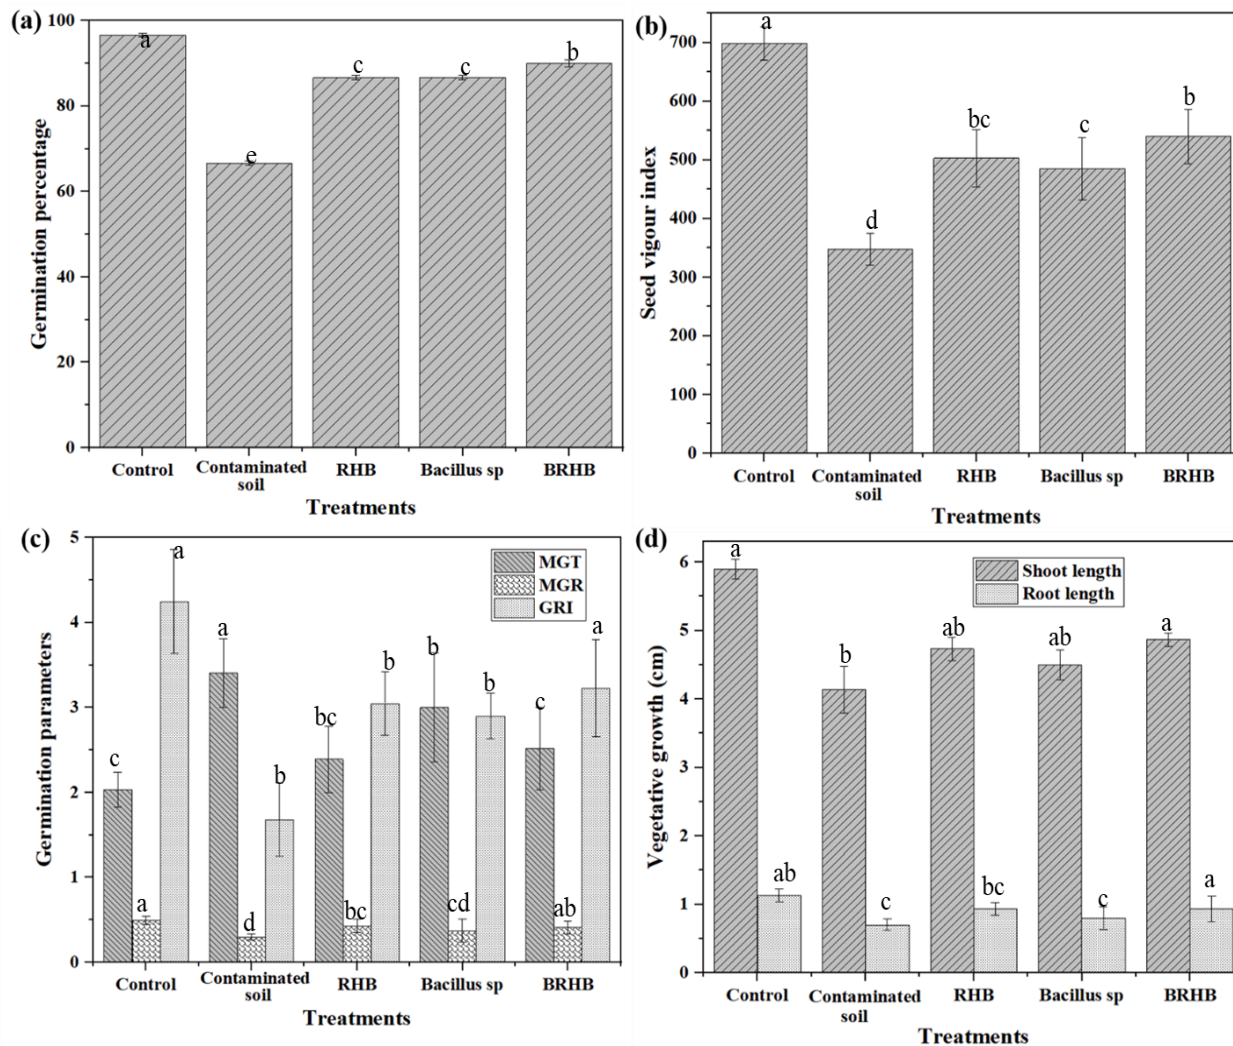 (a)
Germination percentage
100
80
60
40
20
0
a
e
c
c
b
Control
Contaminated
soil
RHB
Bacillus sp
BRHB
Treatments
(b)
Seed vigour index
700
600
500
400
300
200
100
0
a
d
bc
c
b
Control
Contaminated
soil
RHB
Bacillus sp
BRHB
Treatments
(c)
Germination parameters
5
4
3
2
1
0
MGT
MGR
GRI
c
a
a
a
d
b
bc
bc
b
b
cd
b
c
ab
a
Control
Contaminated
soil
RHB
Bacillus sp
BRHB
Treatments
(d)
Vegetative growth (cm)
6
5
4
3
2
1
0
Shoot length
Root length
a
ab
b
c
ab
bc
ab
c
a
a
Control
Contaminated
soil
RHB
Bacillus sp
BRHB
Treatments